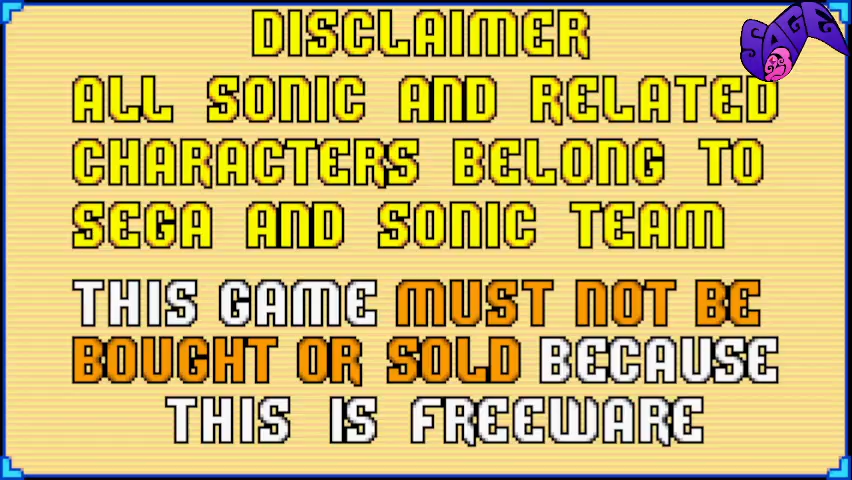 DISCLAIMER
SAGE
ALL SONIC AND RELATED
CHARACTERS BELONG TO
SEGA AND SONIC TEAM
THIS GAME MUST NOT BE
BOUGHT OR SOLD BECAUSE
THIS IS FREEWARE